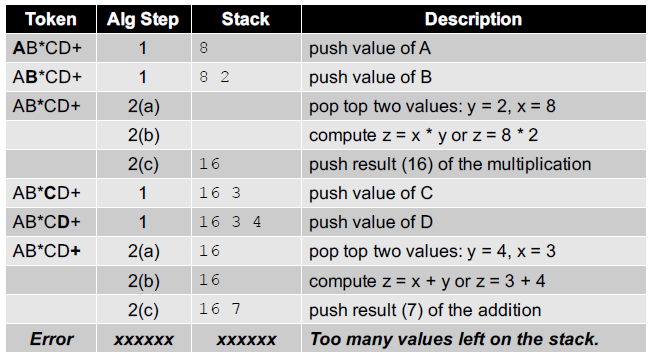 Token Alg Step Stack Description
AB*CD+ 1 8 push value of A
AB*CD+ 1 8 2 push value of B
AB*CD+ 2(a) pop top two values: y = 2, x = 8
2(b) compute z = x * y or z = 8 * 2
2(c) 16 push result (16) of the multiplication
AB*CD+ 1 16 3 push value of C
AB*CD+ 1 16 3 4 push value of D
AB*CD+ 2(a) 16 pop top two values: y = 4, x = 3
2(b) 16 compute z = x + y or z = 3 + 4
2(c) 16 7 push result (7) of the addition
Error xxxxxx xxxxxx Too many values left on the stack.